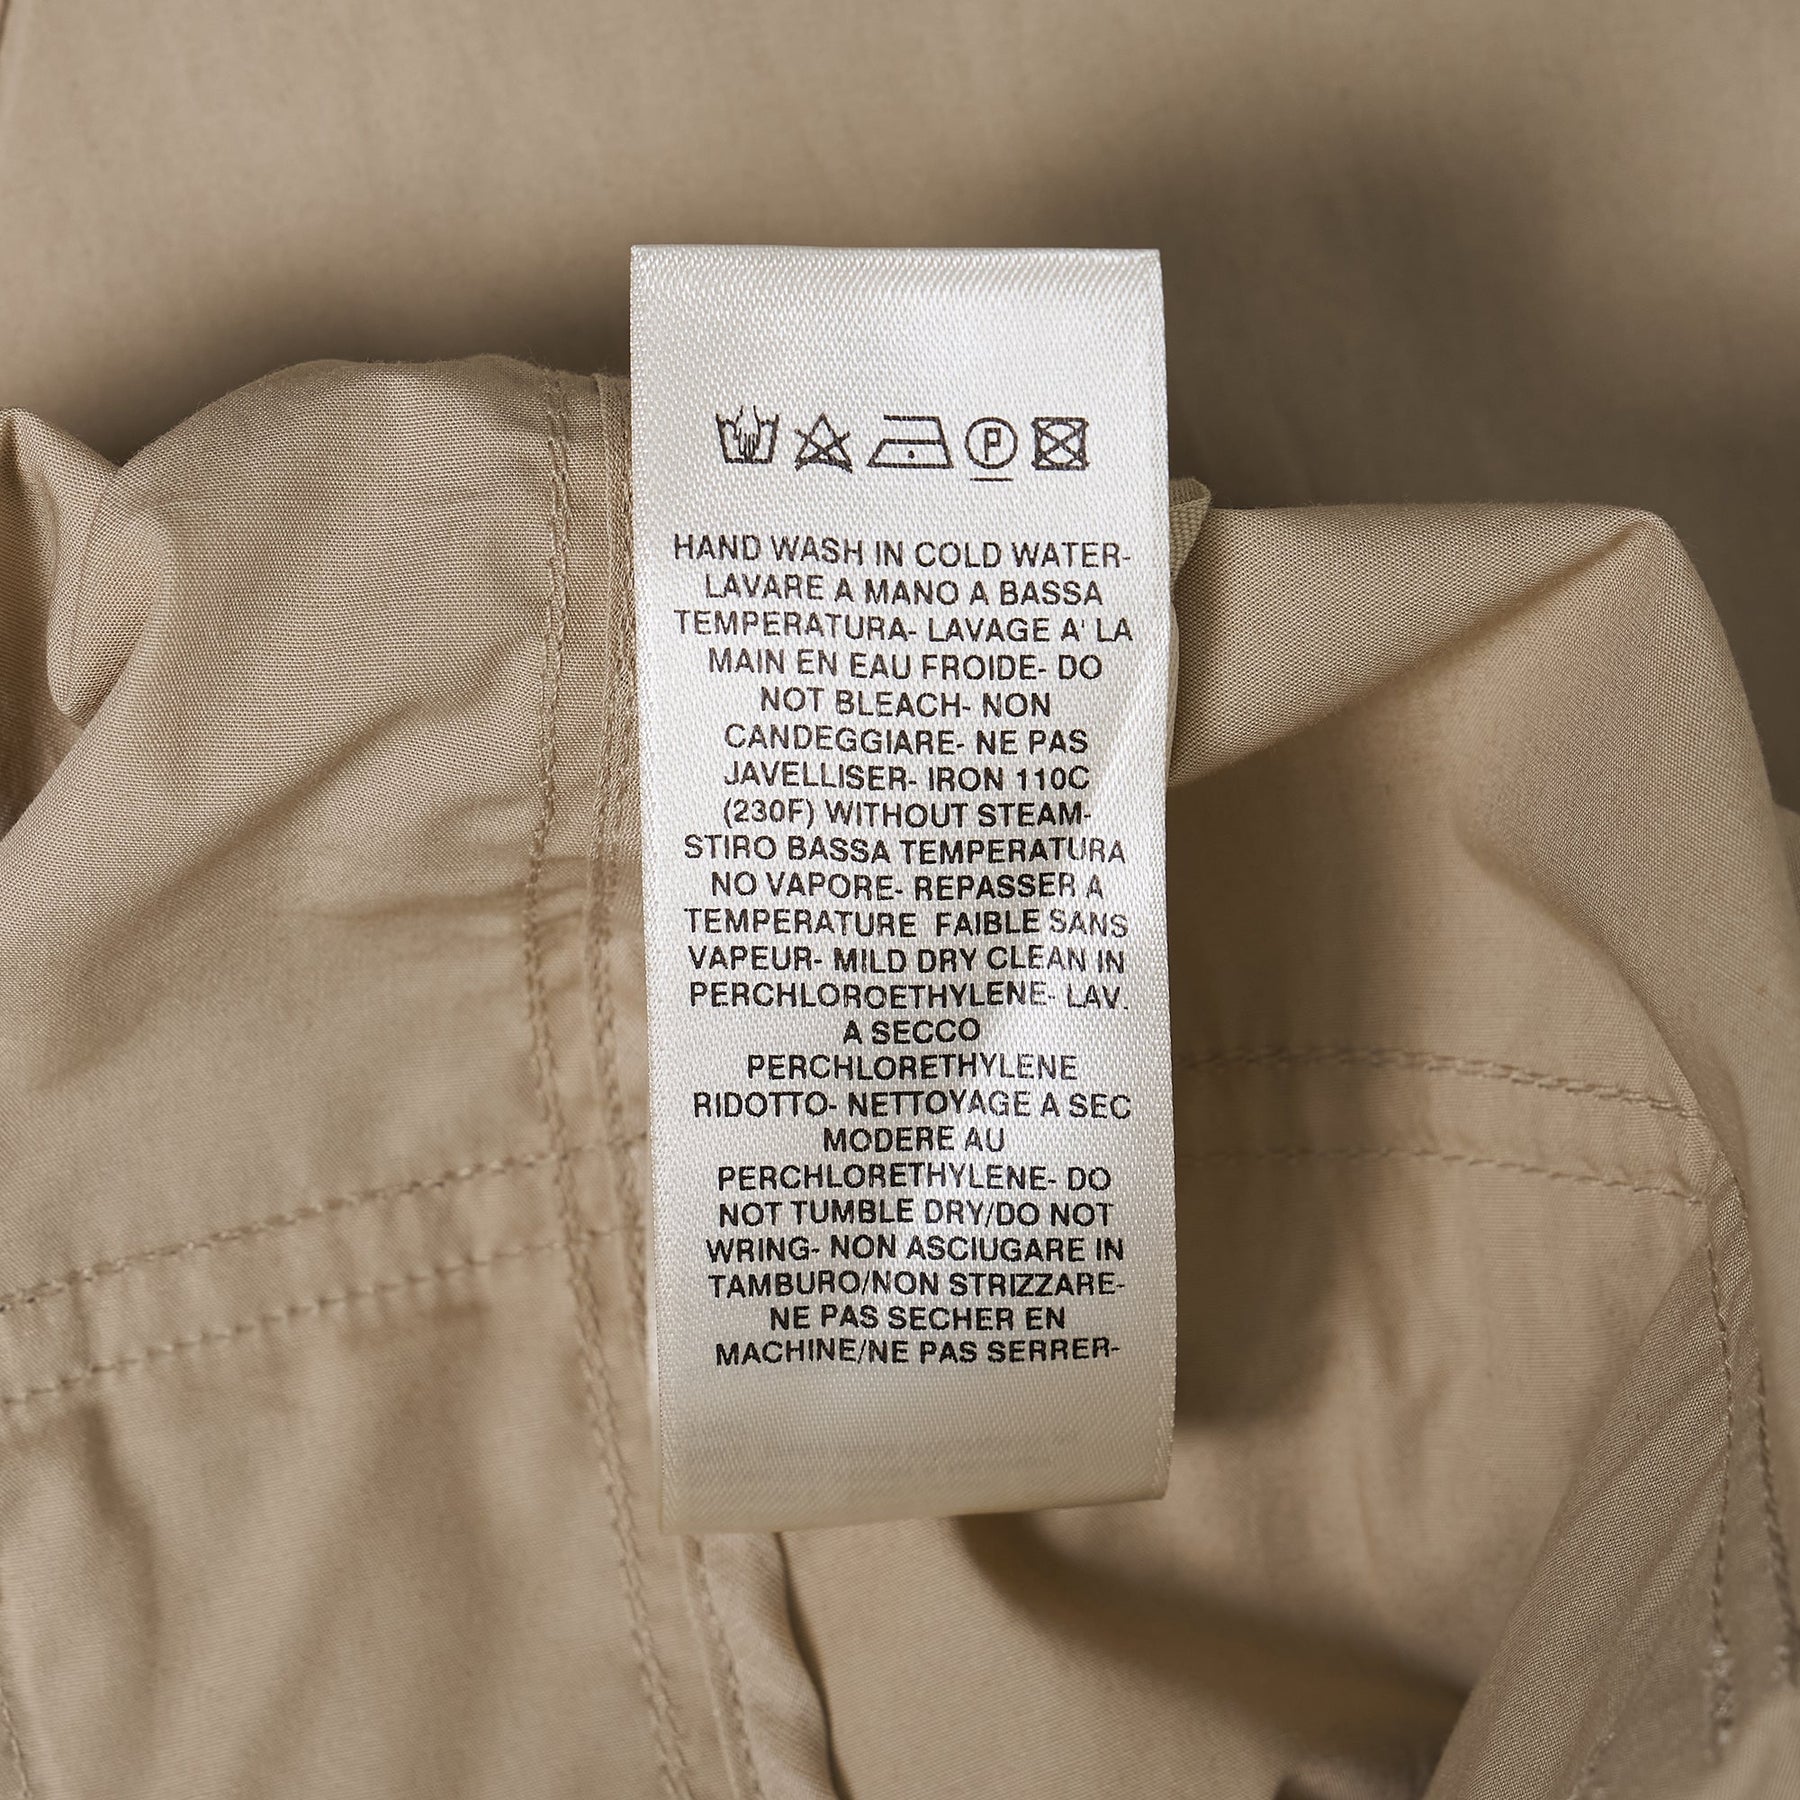 P
HAND WASH IN COLD WATER-
LAVARE A MANO A BASSA
TEMPERATURA- LAVAGE A' LA
MAIN EN EAU FROIDE- DO
NOT BLEACH- NON
CANDEGGIARE- NE PAS
JAVELLISER- IRON 110C
(230F) WITHOUT STEAM-
STIRO BASSA TEMPERATURA
NO VAPORE- REPASSER A
TEMPERATURE FAIBLE SANS
VAPEUR- MILD DRY CLEAN IN
PERCHLOROETHYLENE- LAV.
A SECCO
PERCHLORETHYLENE
RIDOTTO- NETTOYAGE A SEC
MODERE AU
PERCHLORETHYLENE- DO
NOT TUMBLE DRY/DO NOT
WRING- NON ASCIUGARE IN
TAMBURO/NON STRIZZARE-
NE PAS SECHER EN
MACHINE/NE PAS SERRER-